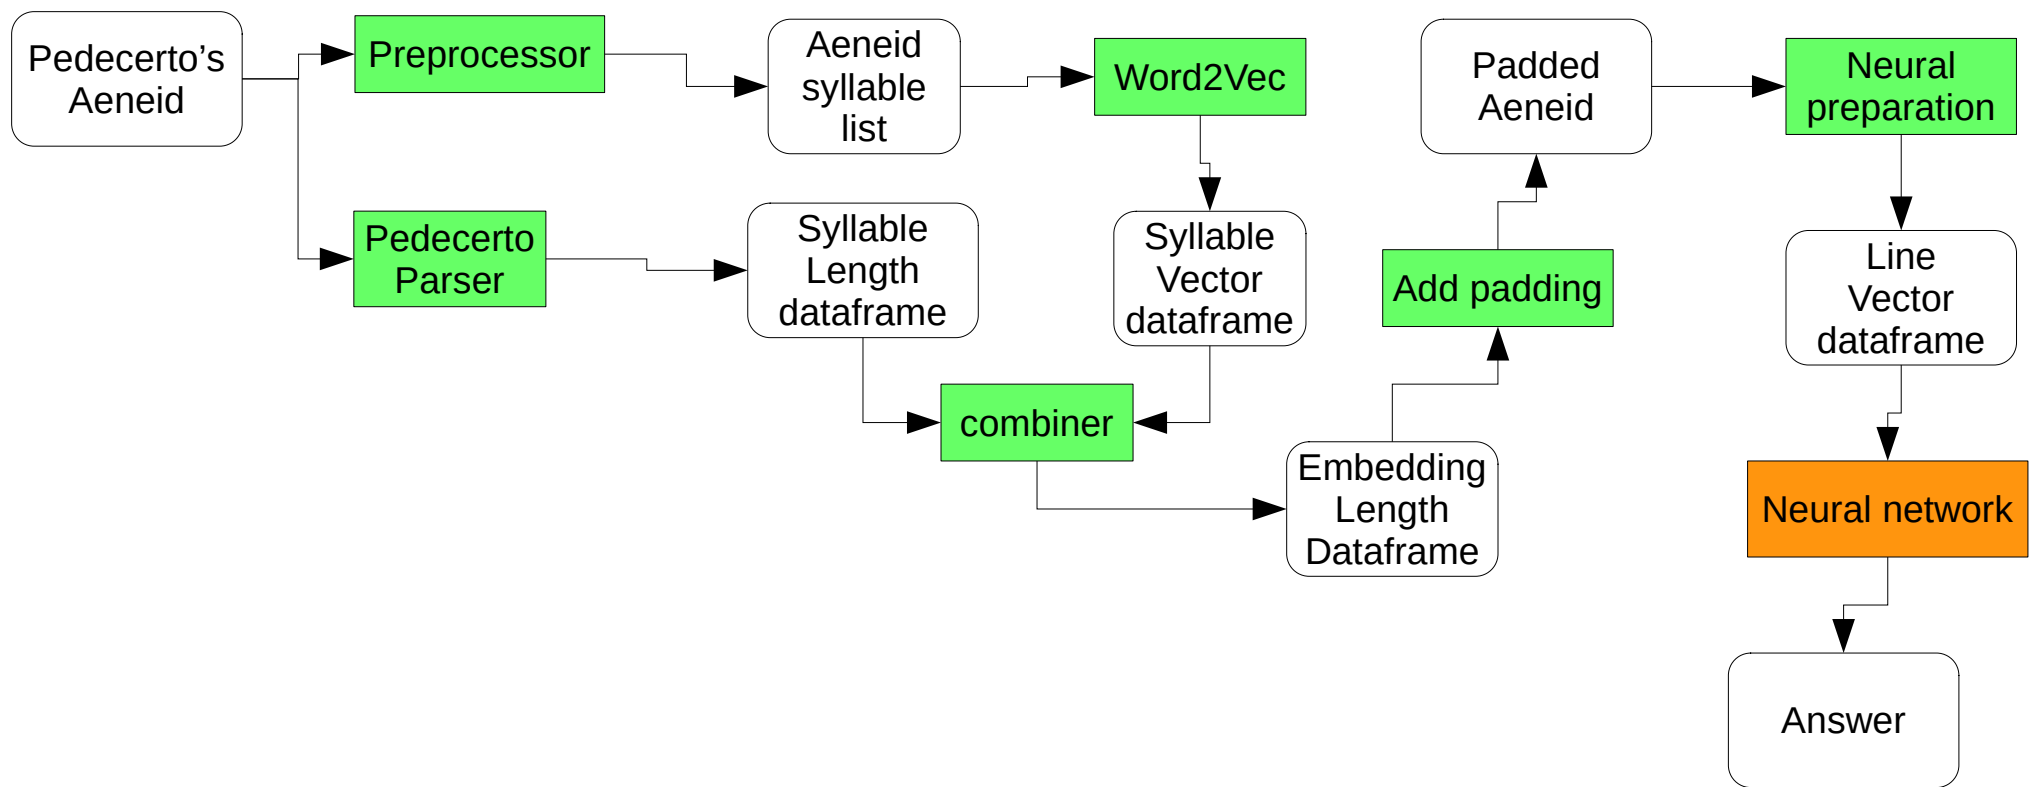 Pedecerto’s
Aeneid
Preprocessor
Aeneid
syllable
list
Word2Vec
Padded
Aeneid
Neural
preparation
Pedecerto
Parser
Syllable
Length
dataframe
Syllable
Vector
dataframe
Add padding
Line
Vector
dataframe
combiner
Embedding
Length
Dataframe
Neural network
Answer